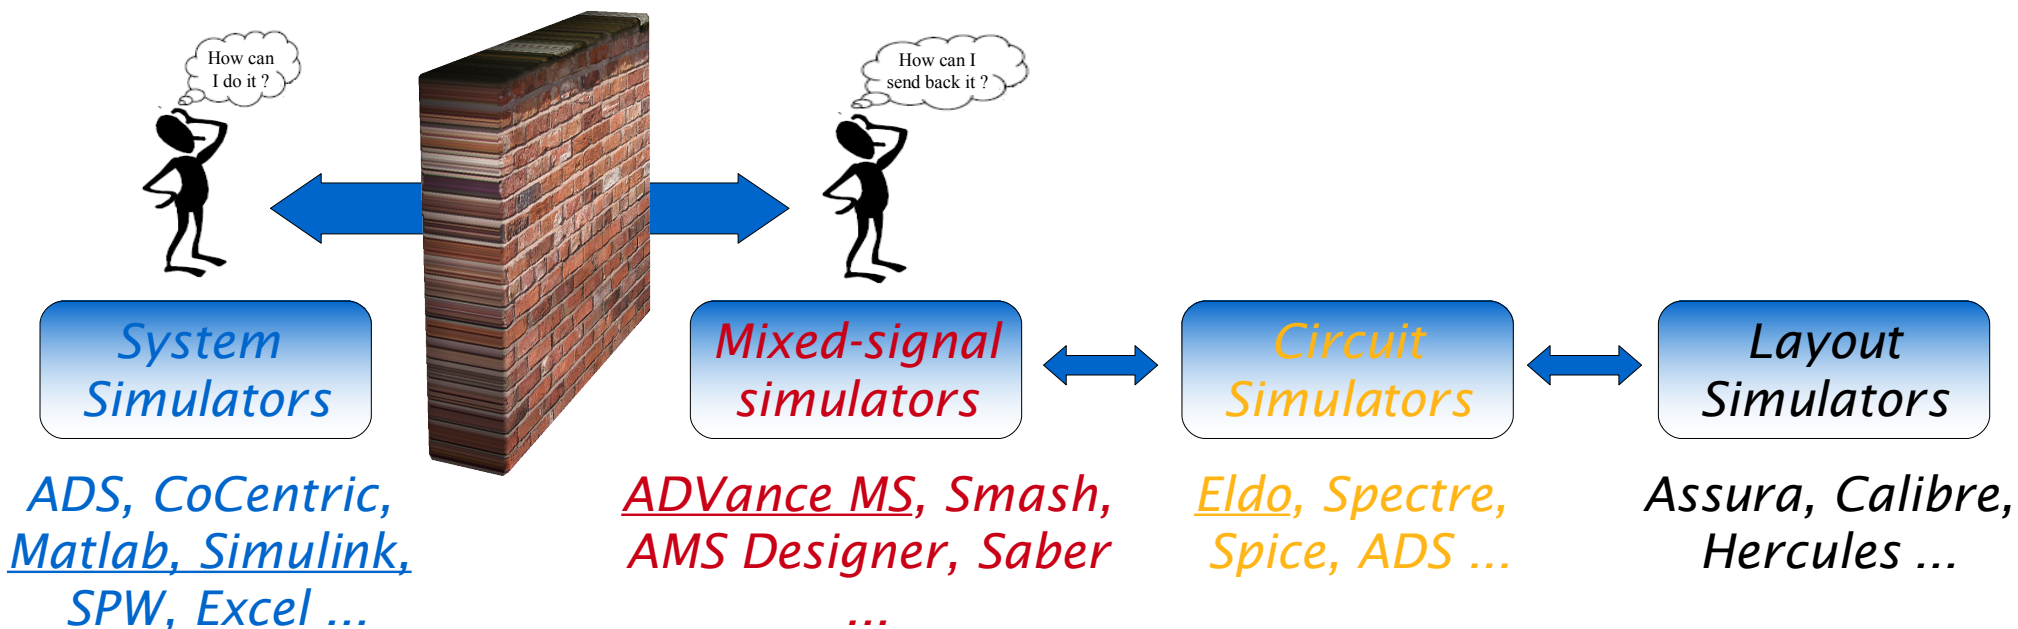 How can
I do it ?
How can I
send back it ?
System
Simulators
Mixed-signal
simulators
Circuit
Simulators
Layout
Simulators
ADS, CoCentric,
Matlab, Simulink,
SPW, Excel ...
ADVance MS, Smash,
AMS Designer, Saber
...
Eldo, Spectre,
Spice, ADS ...
Assura, Calibre,
Hercules ...